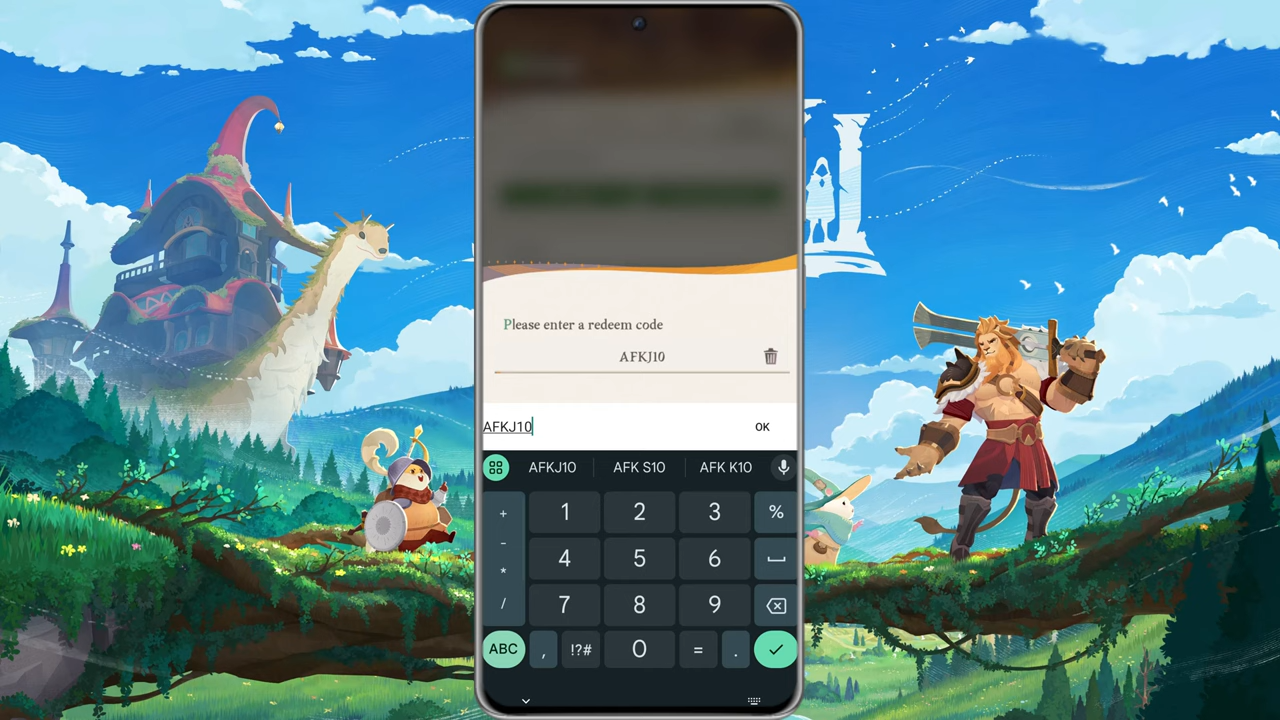 Please enter a redeem code
AFKJ10
AFKJ10 OK
AFKJ10 AFK S10 AFK K10
+ 1 2 3 %
-
4 5 6
*
/ 7 8 9
ABC , !?# 0 = .